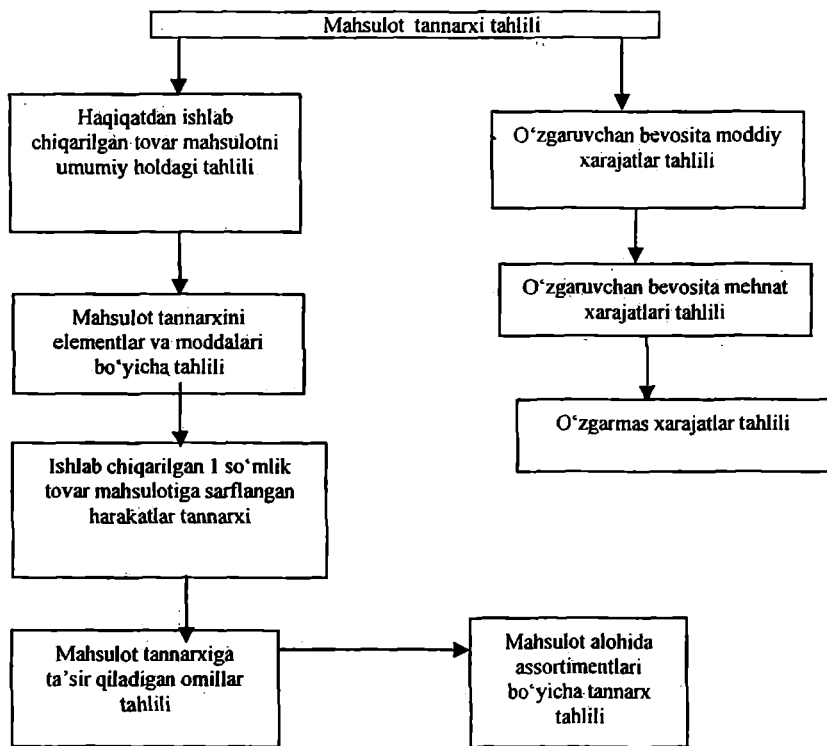 Mahsulot tannarxi tahlili
Haqiqatdan ishlab
chiqarilgan tovar mahsulotni
umumiy holdagi tahlili
Mahsulot tannarxini
elementlar va moddalari
bo‘yicha tahlili
Ishlab chiqarilgan 1 so‘mlik
tovar mahsulotiga sarflangan
harakatlar tannarxi
Mahsulot tannarxiga
ta’sir qiladigan omillar
tahlili
Mahsulot alohida
assortimentlari
bo‘yicha tannarx
tahlili
O‘zgaruvchan bevosita moddiy
xarajatlar tahlili
O‘zgaruvchan bevosita mehnat
xarajatlari tahlili
O‘zgarmas xarajatlar tahlili